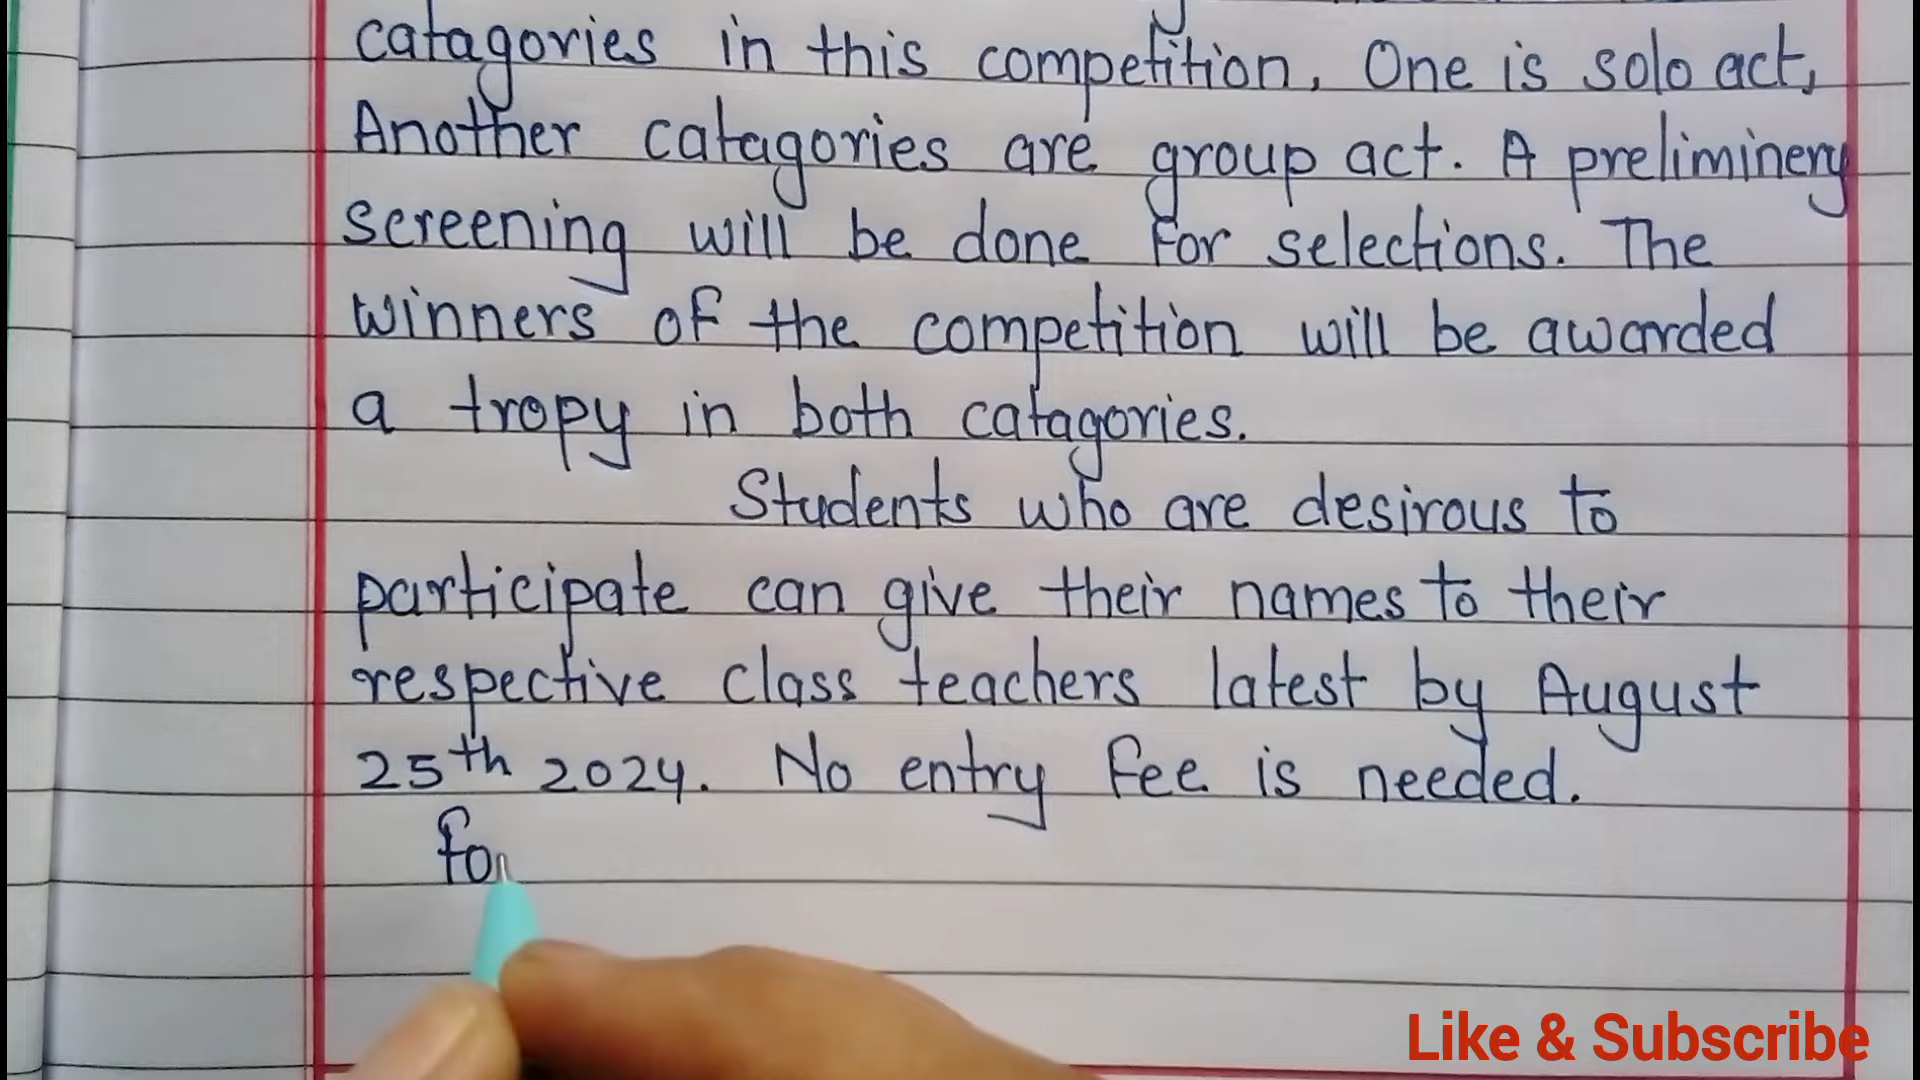 catagories in this competition, One is solo act,
Another catagories are group act. A preliminery
screening will be done for selections. The
winners of the competition will be awarded
a tropy in both catagories.
Students who are desirous to
participate can give their names to their
respective class teachers latest by August
25th 2024. No entry fee is needed.
fo
Like & Subscribe